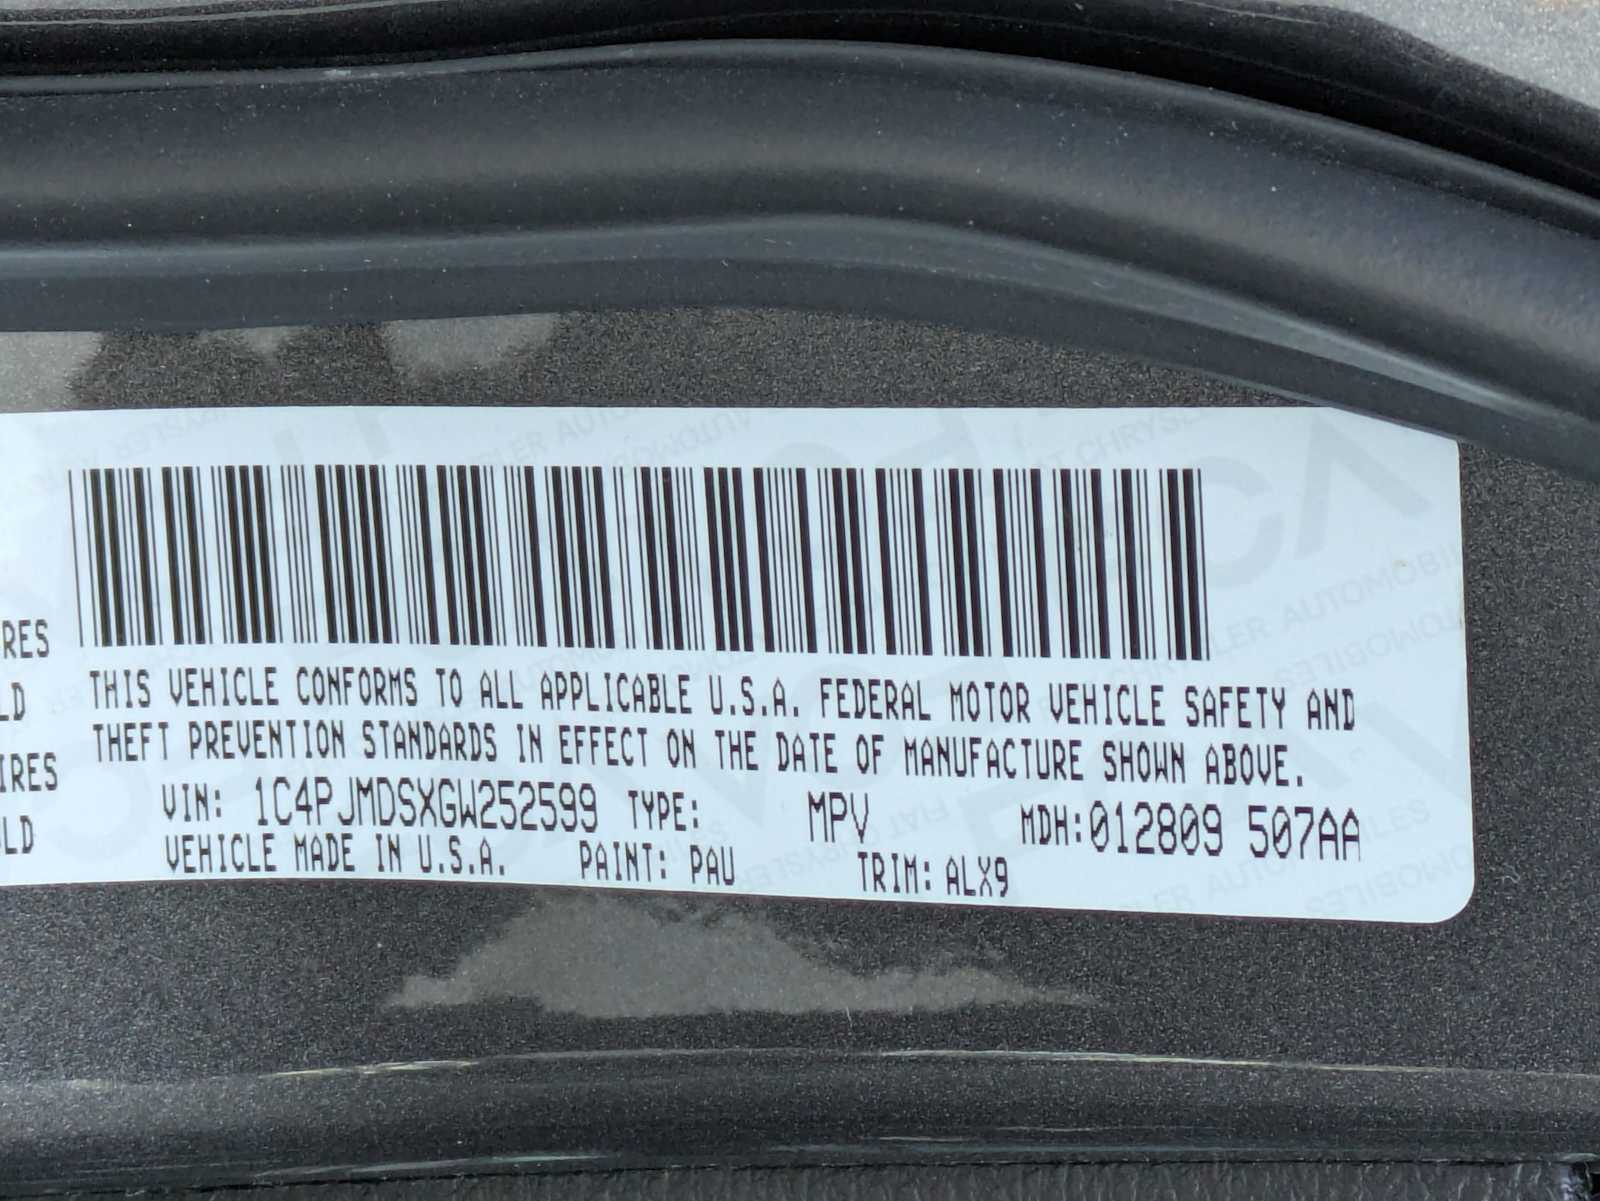 RES
LD
IRES
LD
THIS VEHICLE CONFORMS TO ALL APPLICABLE U.S.A. FEDERAL MOTOR VEHICLE SAFETY AND
THEFT PREVENTION STANDARDS IN EFFECT ON THE DATE OF MANUFACTURE SHOWN ABOVE.
VIN: 1C4PJMDSXGW252599 TYPE: MPV MDH:012809 507AA
VEHICLE MADE IN U.S.A. PAINT: PAU TRIM: ALX9